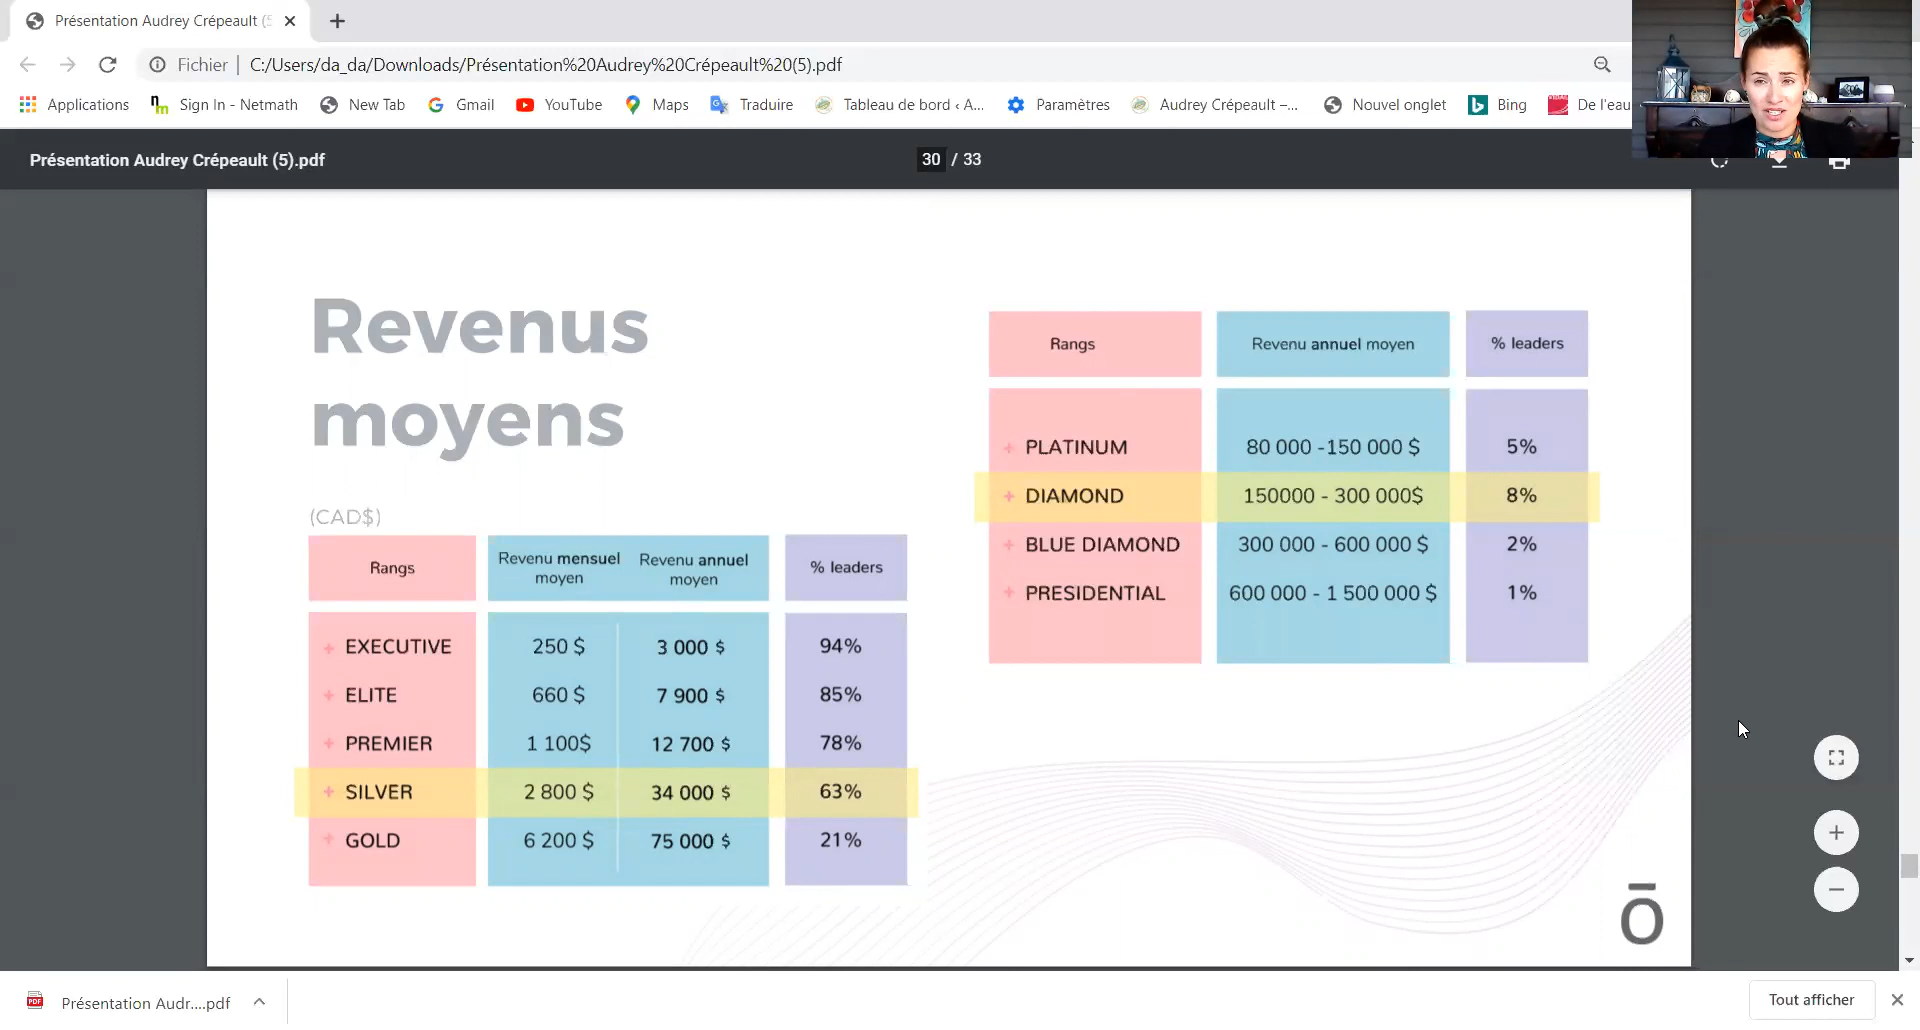 Présentation Audrey Crépeault (5
Fichier | C:/Users/da_da/Downloads/Présentation%20Audrey%20Crépeault%20(5).pdf
Applications Sign In - Netmath New Tab Gmail YouTube Maps Traduire Tableau de bord ‹ A... Paramètres Audrey Crépeault –... Nouvel onglet Bing De l'eau
Présentation Audrey Crépeault (5).pdf 30 / 33
Revenus
moyens
(CAD$)
Rangs Revenu mensuel moyen Revenu annuel moyen % leaders
+ EXECUTIVE 250 $ 3 000 $ 94%
+ ELITE 660 $ 7 900 $ 85%
+ PREMIER 1 100$ 12 700 $ 78%
+ SILVER 2 800 $ 34 000 $ 63%
+ GOLD 6 200 $ 75 000 $ 21%
Rangs Revenu annuel moyen % leaders
+ PLATINUM 80 000 -150 000 $ 5%
+ DIAMOND 150000 - 300 000$ 8%
+ BLUE DIAMOND 300 000 - 600 000 $ 2%
+ PRESIDENTIAL 600 000 - 1 500 000 $ 1%
ō
Présentation Audr....pdf Tout afficher